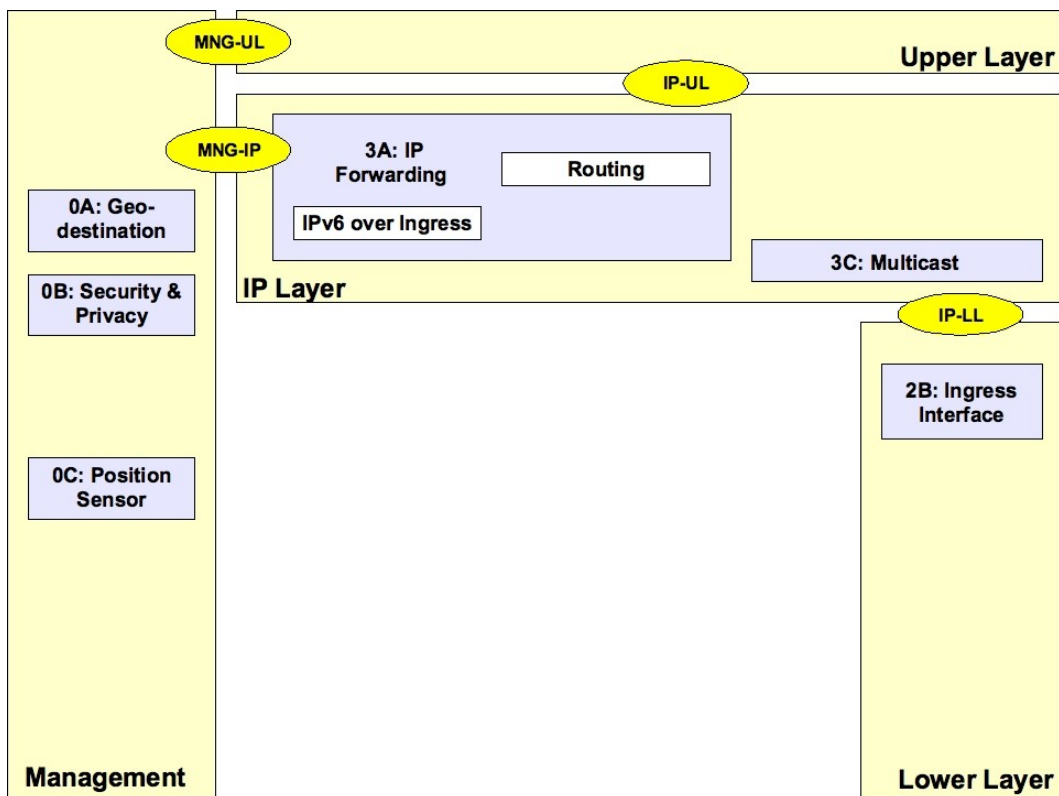 MNG-UL
Upper Layer
IP-UL
MNG-IP
3A: IP
Forwarding
Routing
IPv6 over Ingress
3C: Multicast
IP Layer
0A: Geo-
destination
0B: Security &
Privacy
0C: Position
Sensor
Management
IP-LL
2B: Ingress
Interface
Lower Layer